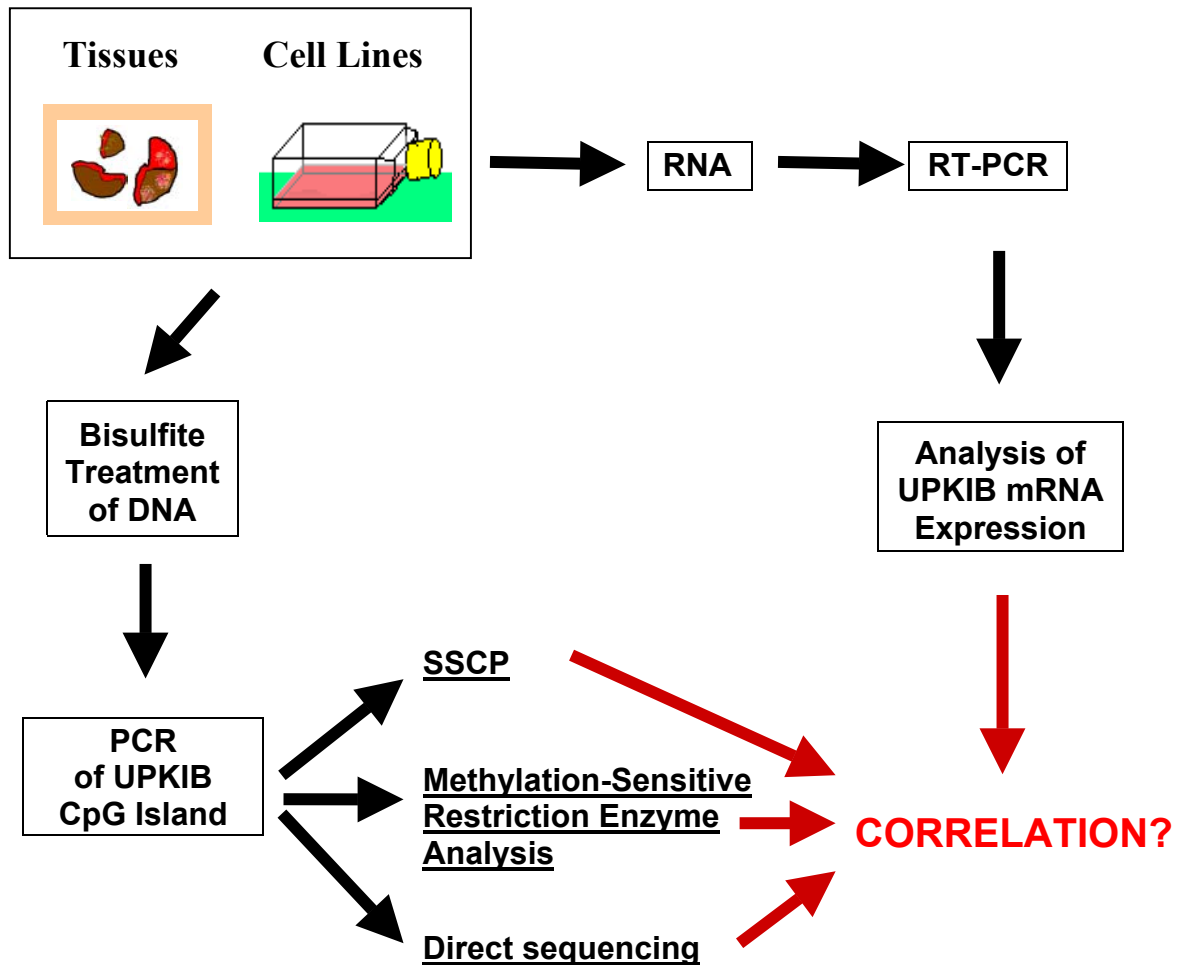 Tissues
Cell Lines
RNA
RT-PCR
Bisulfite
Treatment
of DNA
Analysis of
UPKIB mRNA
Expression
PCR
of UPKIB
CpG Island
SSCP
Methylation-Sensitive
Restriction Enzyme
Analysis
Direct sequencing
CORRELATION?